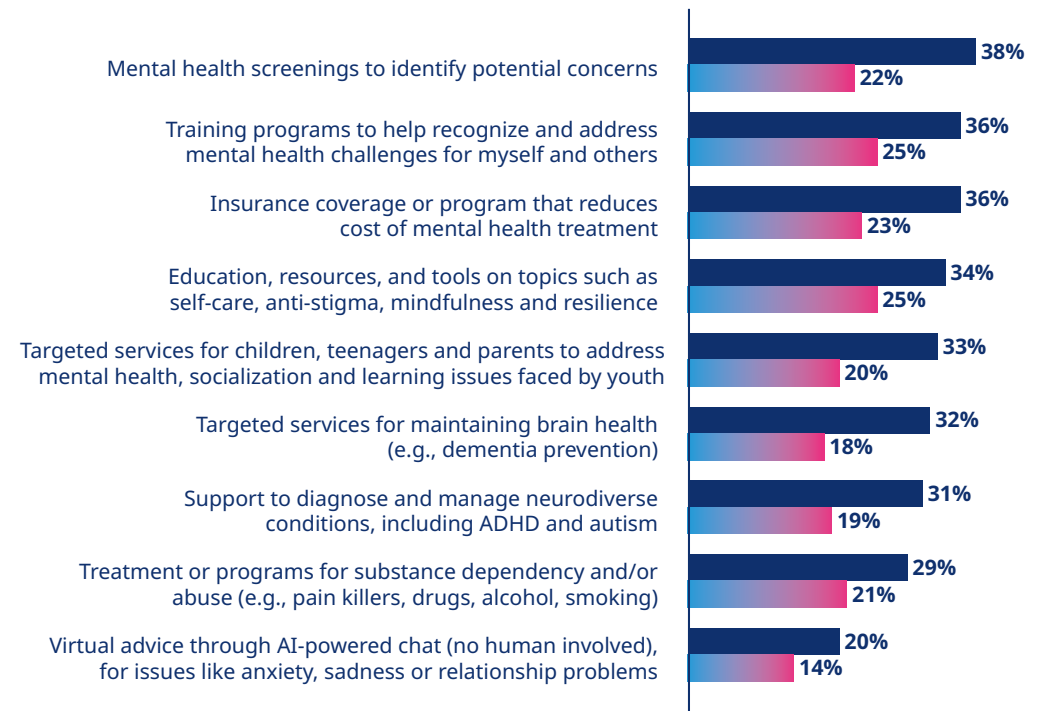 Mental health screenings to identify potential concerns
38%
22%
Training programs to help recognize and address
mental health challenges for myself and others
36%
25%
Insurance coverage or program that reduces
cost of mental health treatment
36%
23%
Education, resources, and tools on topics such as
self-care, anti-stigma, mindfulness and resilience
34%
25%
Targeted services for children, teenagers and parents to address
mental health, socialization and learning issues faced by youth
33%
20%
Targeted services for maintaining brain health
(e.g., dementia prevention)
32%
18%
Support to diagnose and manage neurodiverse
conditions, including ADHD and autism
31%
19%
Treatment or programs for substance dependency and/or
abuse (e.g., pain killers, drugs, alcohol, smoking)
29%
21%
Virtual advice through AI-powered chat (no human involved),
for issues like anxiety, sadness or relationship problems
20%
14%